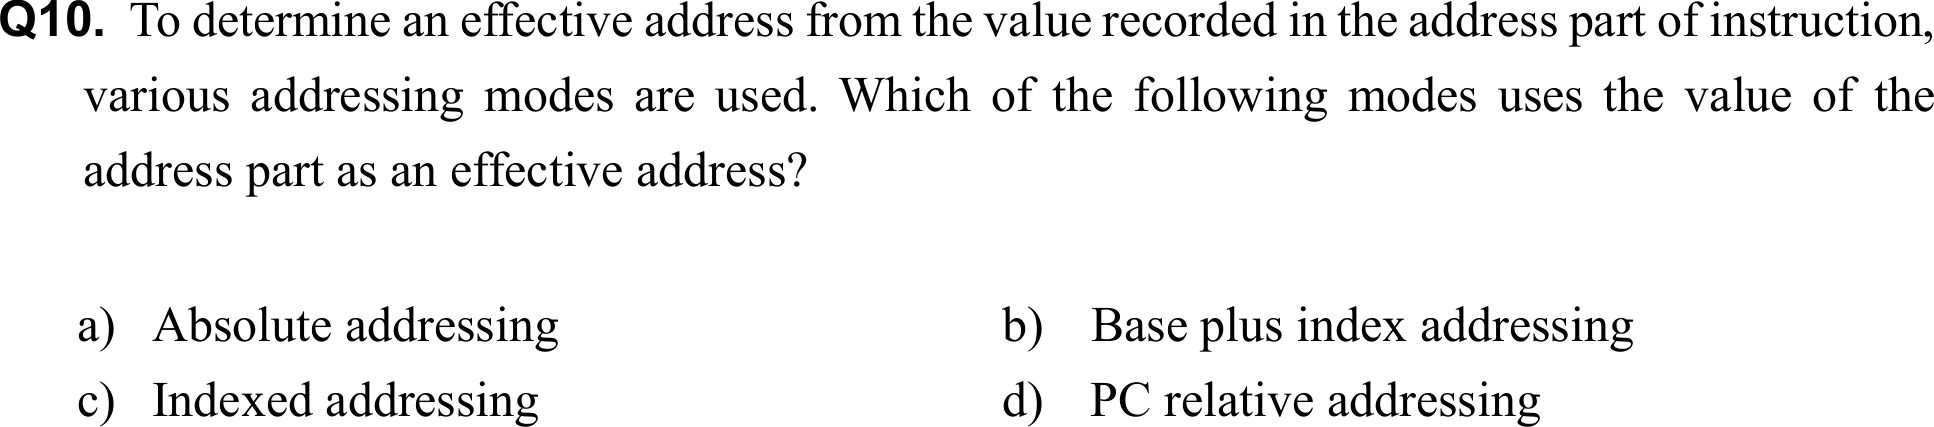 Q10. To determine an effective address from the value recorded in the address part of instruction,
various addressing modes are used. Which of the following modes uses the value of the
address part as an effective address?
a) Absolute addressing b) Base plus index addressing
c) Indexed addressing d) PC relative addressing